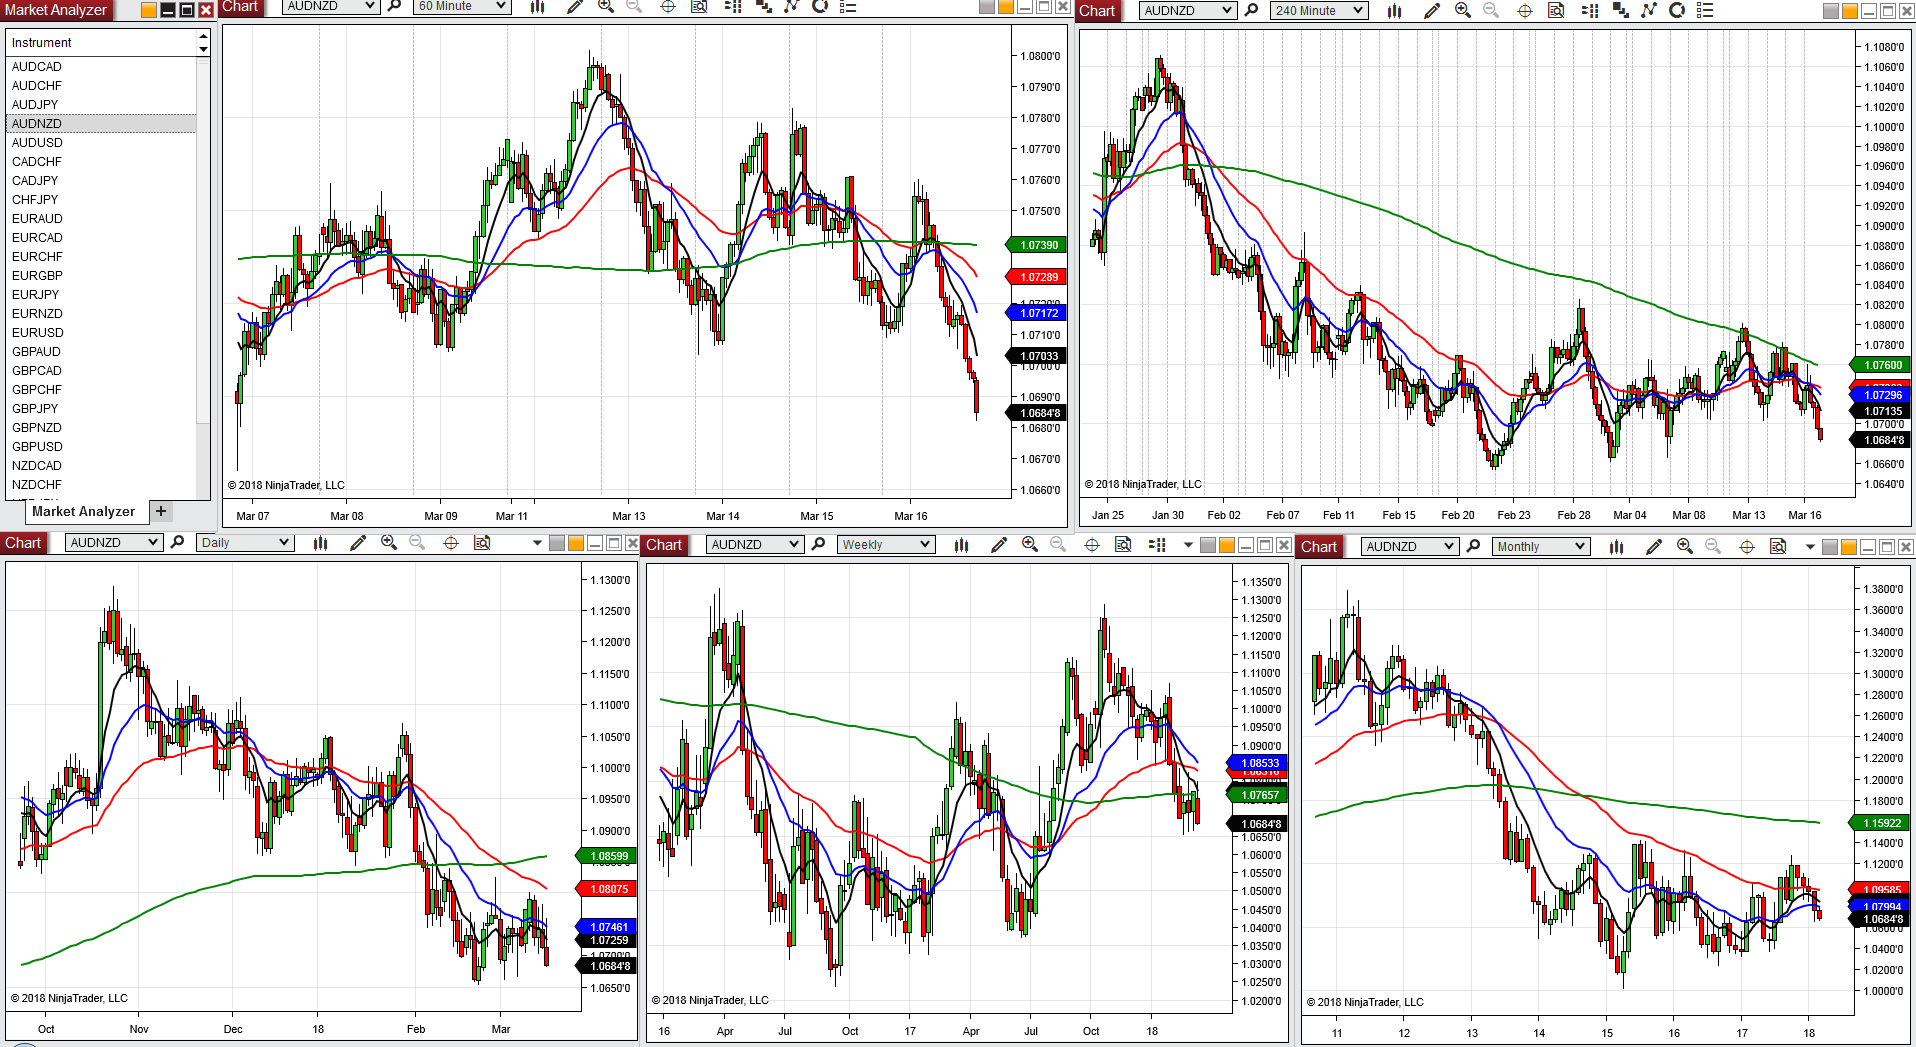 Market Analyzer
Instrument
AUDCAD
AUDCHF
AUDJPY
AUDNZD
AUDUSD
CADCHF
CADJPY
CHFJPY
EURAUD
EURCAD
EURCHF
EURGBP
EURJPY
EURNZD
EURUSD
GBPAUD
GBPCAD
GBPCHF
GBPJPY
GBPNZD
GBPUSD
NZDCAD
NZDCHF
Market Analyzer +
Chart AUDNZD 60 Minute
1.0800'0
1.0790'0
1.0780'0
1.0770'0
1.0760'0
1.0750'0
1.07390
1.07289
1.0720'0
1.07172
1.0710'0
1.07033
1.0700'0
1.0690'0
1.0684'8
1.0680'0
1.0670'0
1.0660'0
© 2018 NinjaTrader, LLC
Mar 07 Mar 08 Mar 09 Mar 11 Mar 13 Mar 14 Mar 15 Mar 16
Chart AUDNZD 240 Minute
1.1080'0
1.1060'0
1.1040'0
1.1020'0
1.1000'0
1.0980'0
1.0960'0
1.0940'0
1.0920'0
1.0900'0
1.0880'0
1.0860'0
1.0840'0
1.0820'0
1.0800'0
1.0780'0
1.07600
1.07296
1.07135
1.0700'0
1.0684'8
1.0660'0
1.0640'0
© 2018 NinjaTrader, LLC
Jan 25 Jan 30 Feb 02 Feb 07 Feb 11 Feb 15 Feb 20 Feb 23 Feb 28 Mar 04 Mar 08 Mar 13 Mar 16
Chart AUDNZD Daily
1.1300'0
1.1250'0
1.1200'0
1.1150'0
1.1100'0
1.1050'0
1.1000'0
1.0950'0
1.0900'0
1.08599
1.08075
1.07461
1.07259
1.0684'8
1.0650'0
© 2018 NinjaTrader, LLC
Oct Nov Dec 18 Feb Mar
Chart AUDNZD Weekly
1.1350'0
1.1300'0
1.1250'0
1.1200'0
1.1150'0
1.1100'0
1.1050'0
1.1000'0
1.0950'0
1.0900'0
1.08533
1.07657
1.0684'8
1.0650'0
1.0600'0
1.0550'0
1.0500'0
1.0450'0
1.0400'0
1.0350'0
1.0300'0
1.0250'0
1.0200'0
© 2018 NinjaTrader, LLC
16 Apr Jul Oct 17 Apr Jul Oct 18
Chart AUDNZD Monthly
1.3800'0
1.3600'0
1.3400'0
1.3200'0
1.3000'0
1.2800'0
1.2600'0
1.2400'0
1.2200'0
1.2000'0
1.1800'0
1.15922
1.1400'0
1.1200'0
1.09585
1.07994
1.0684'8
1.0600'0
1.0400'0
1.0200'0
1.0000'0
© 2018 NinjaTrader, LLC
11 12 13 14 15 16 17 18